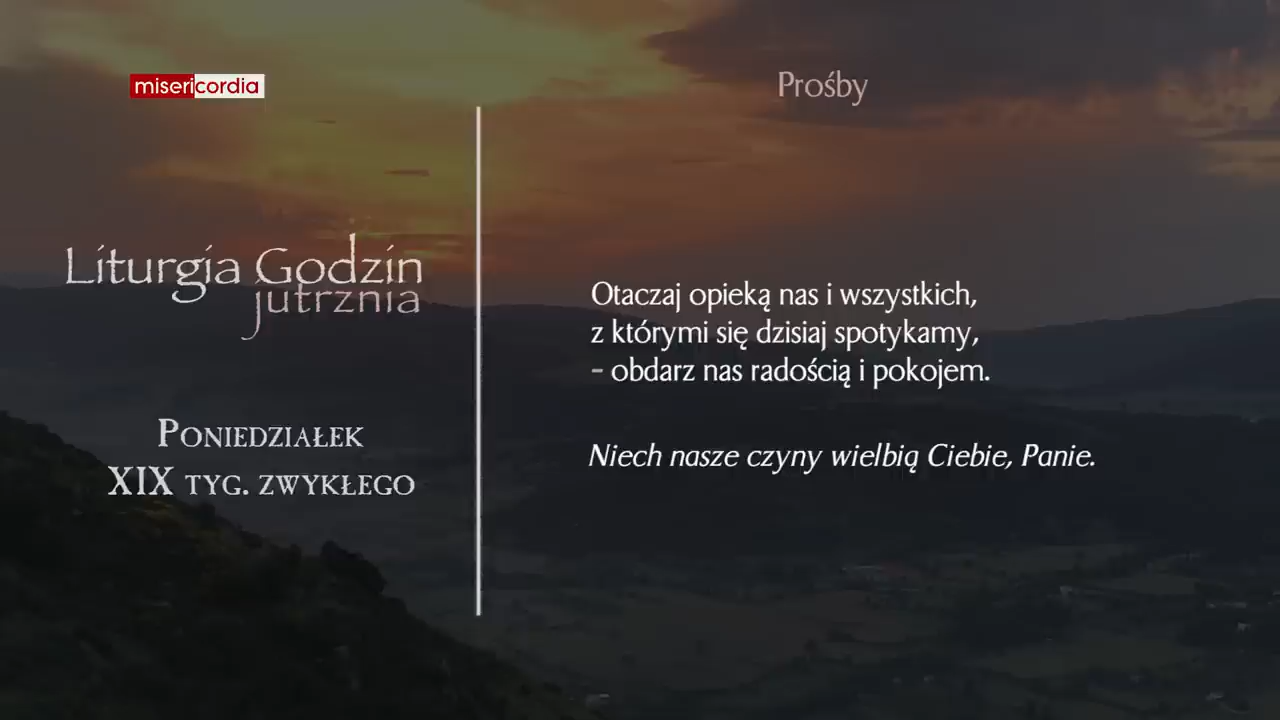 misericordia
Liturgia Godzin
jutrznia
Poniedziałek
XIX tyg. zwykłego
Prośby
Otaczaj opieką nas i wszystkich,
z którymi się dzisiaj spotykamy,
- obdarz nas radością i pokojem.
Niech nasze czyny wielbią Ciebie, Panie.